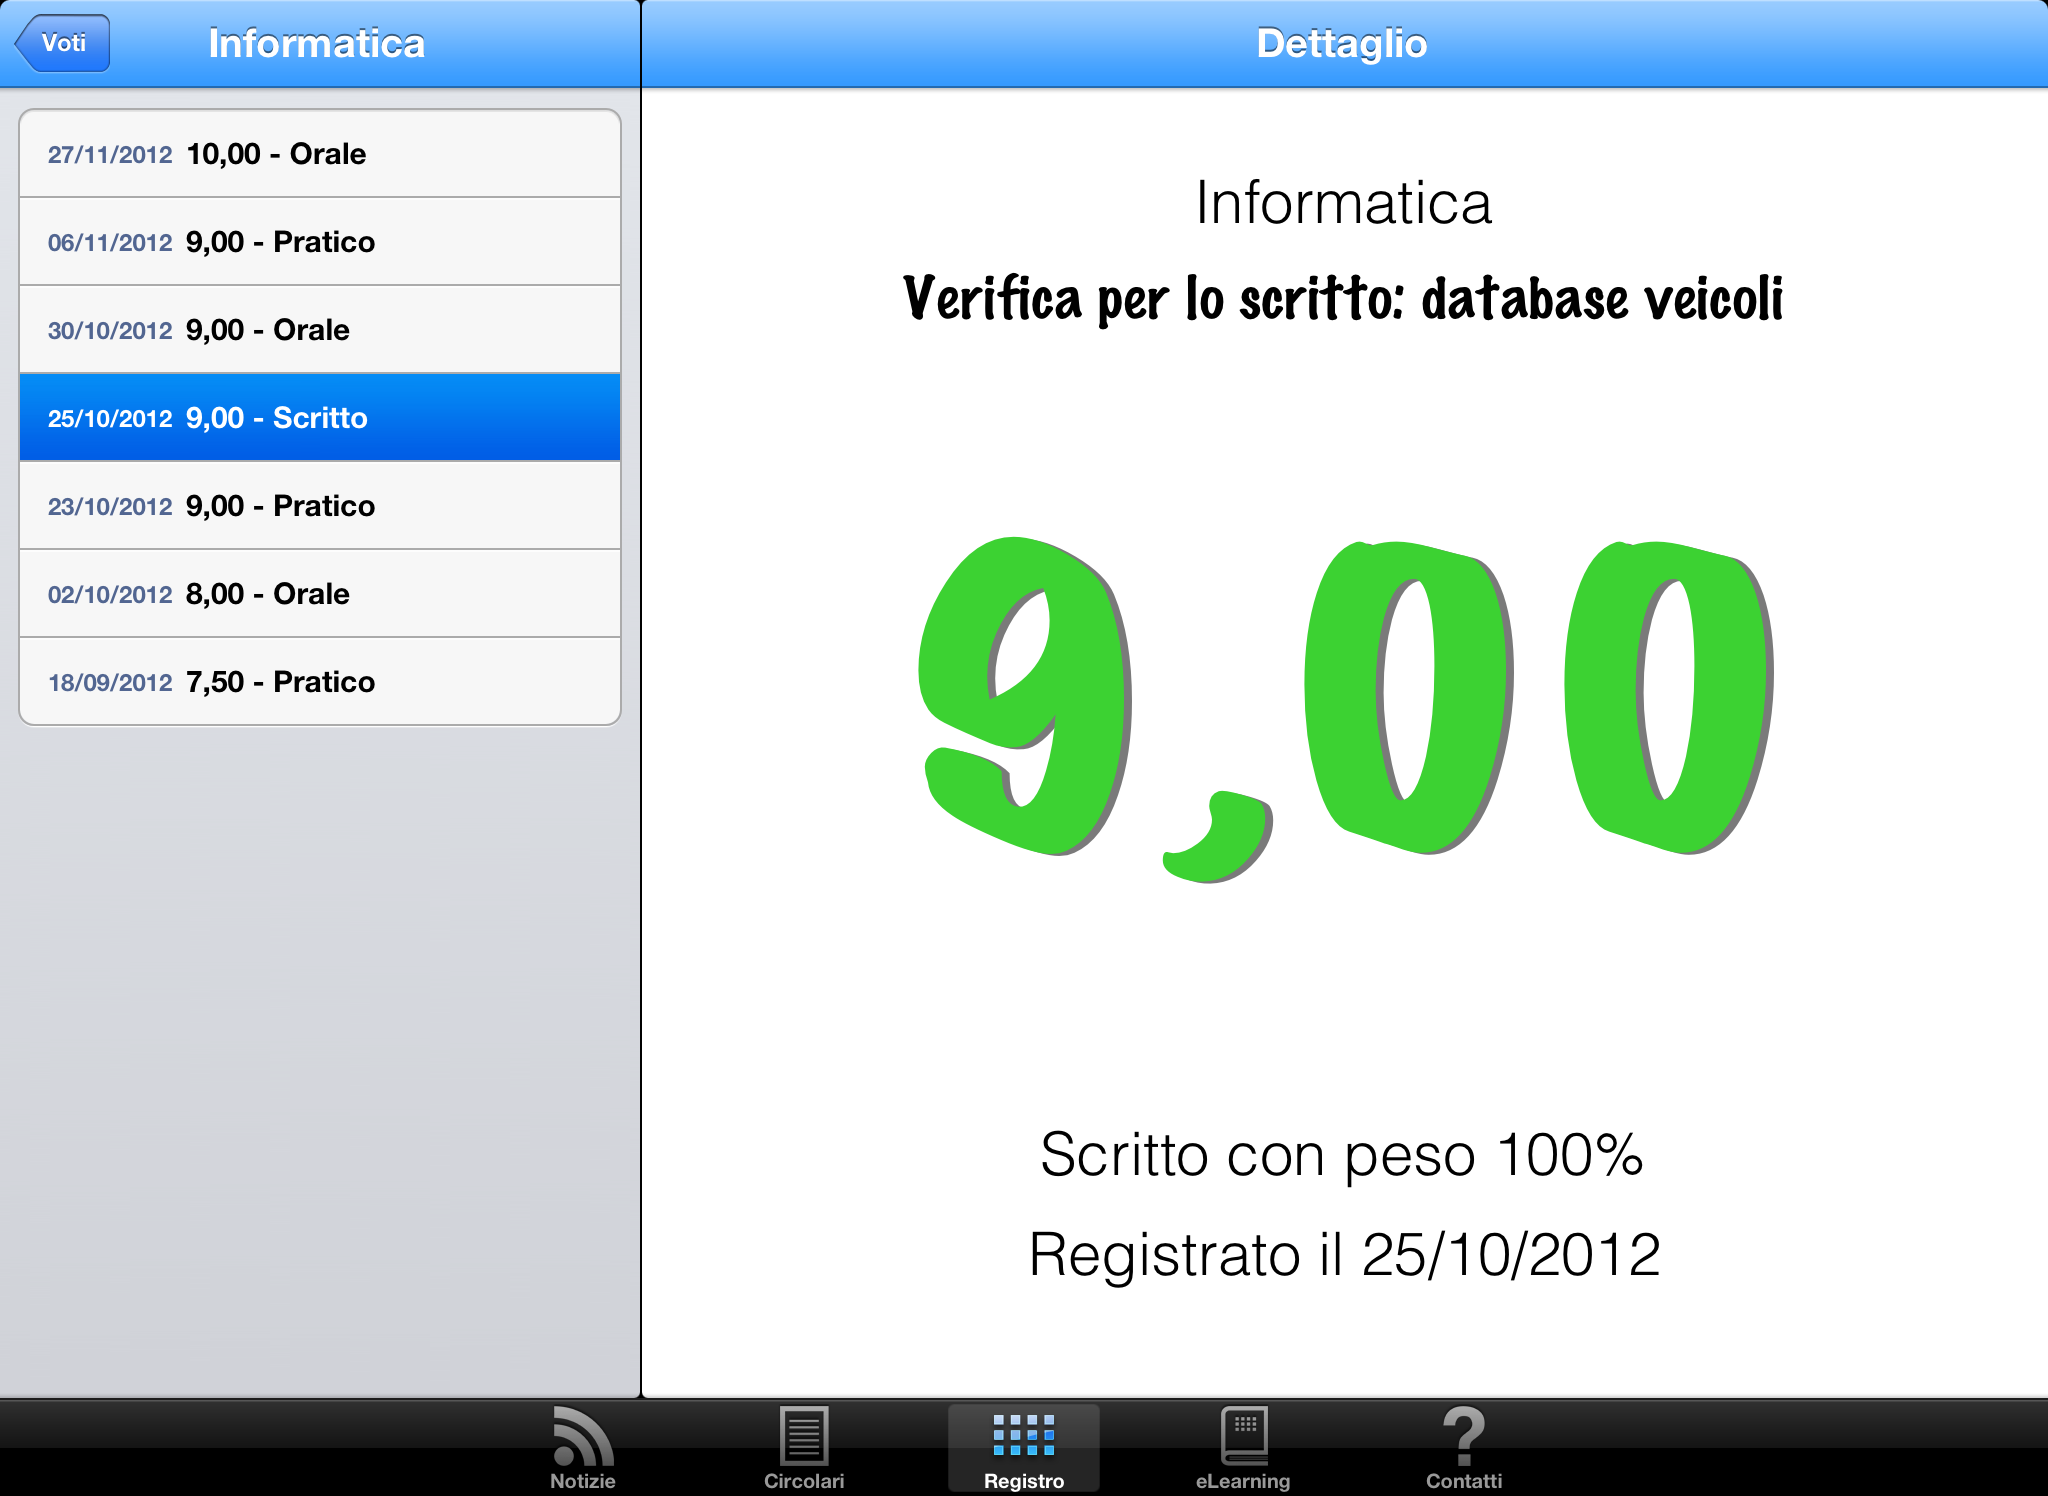 Voti
Informatica
27/11/2012 10,00 - Orale
06/11/2012 9,00 - Pratico
30/10/2012 9,00 - Orale
25/10/2012 9,00 - Scritto
23/10/2012 9,00 - Pratico
02/10/2012 8,00 - Orale
18/09/2012 7,50 - Pratico
Dettaglio
Informatica
Verifica per lo scritto: database veicoli
9,00
Scritto con peso 100%
Registrato il 25/10/2012
Notizie
Circolari
Registro
eLearning
Contatti